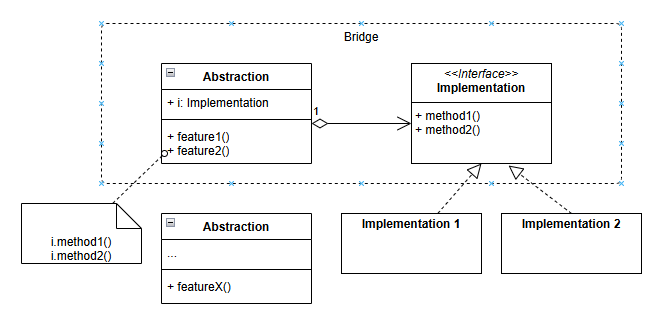 Bridge
Abstraction
+ i: Implementation
+ feature1()
+ feature2()
1
<<Interface>>
Implementation
+ method1()
+ method2()
i.method1()
i.method2()
Abstraction
...
+ featureX()
Implementation 1
Implementation 2